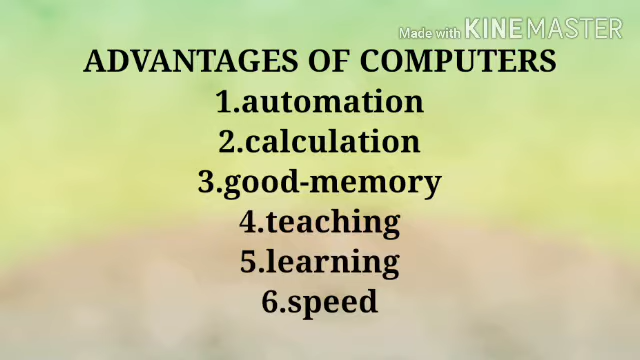 Made with KINEMASTER
ADVANTAGES OF COMPUTERS
1.automation
2.calculation
3.good-memory
4.teaching
5.learning
6.speed